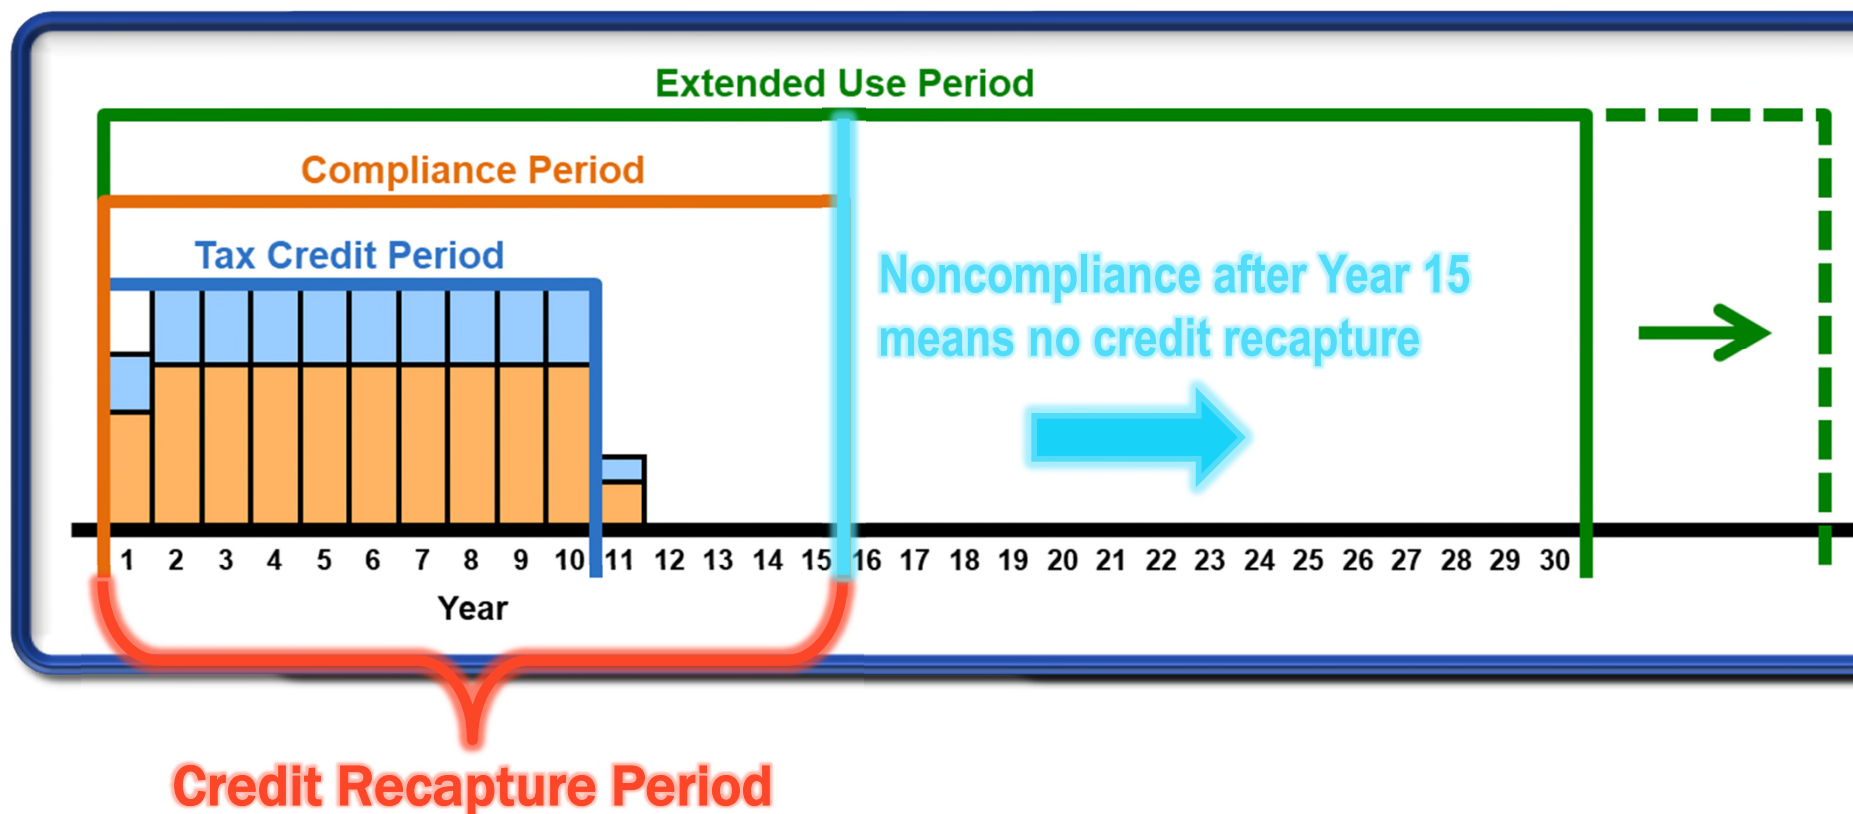 Extended Use Period
Compliance Period
Tax Credit Period
Noncompliance after Year 15
means no credit recapture
1 2 3 4 5 6 7 8 9 10 11 12 13 14 15 16 17 18 19 20 21 22 23 24 25 26 27 28 29 30
Year
Credit Recapture Period